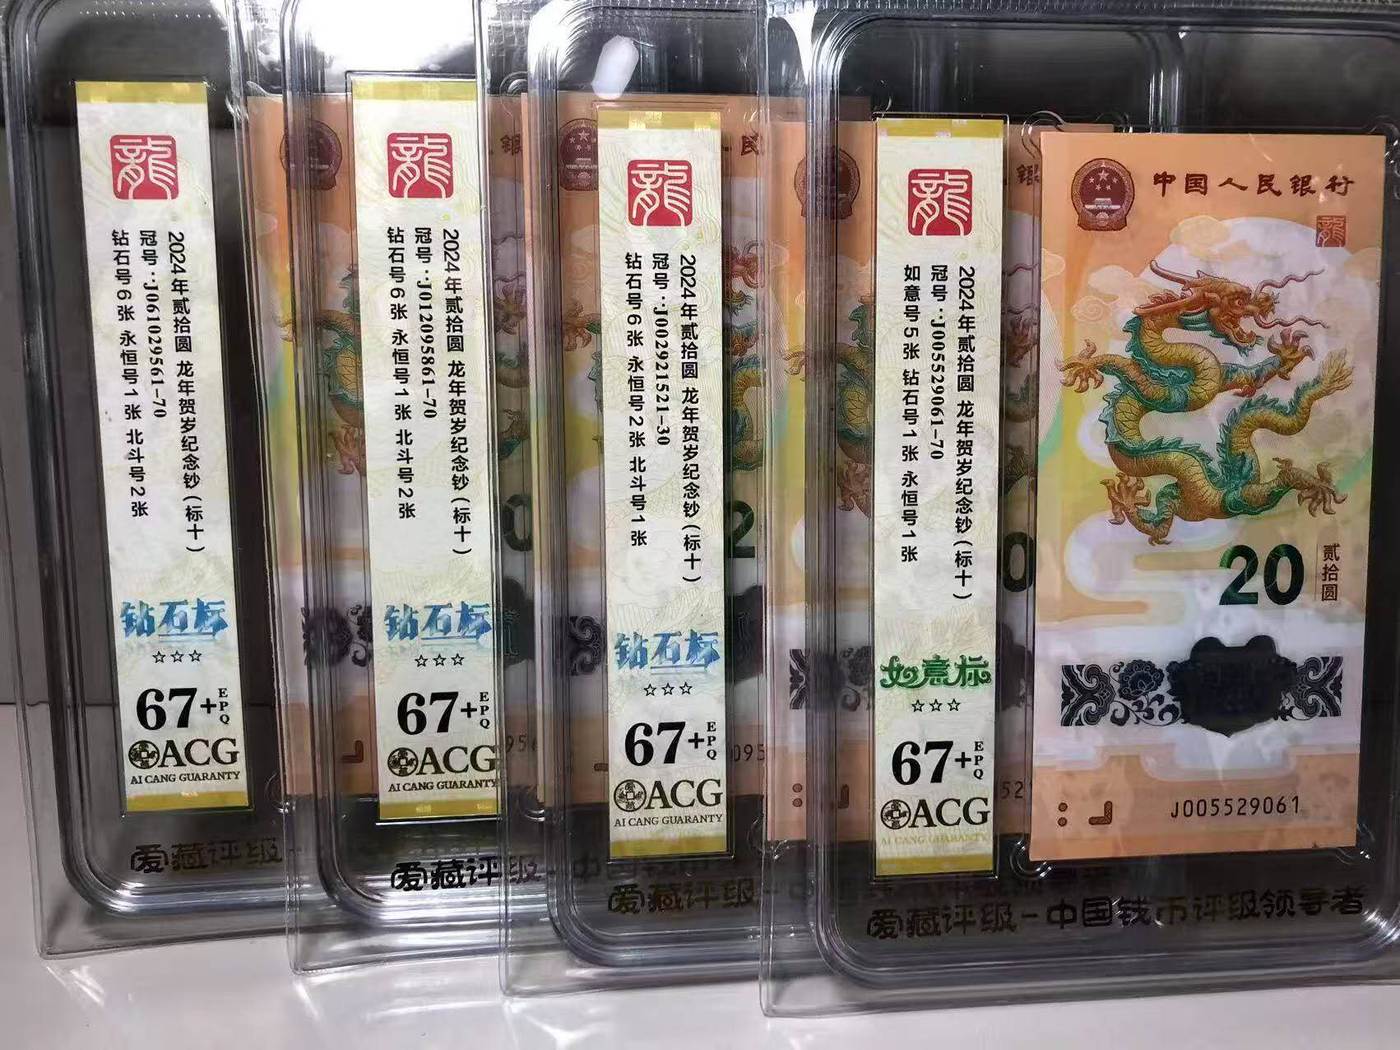 龍
2024年贰拾圆 龙年贺岁纪念钞(标十)
冠号:J061029561-70
钻石号6张 永恒号1张 北斗号2张
钻石标
☆☆☆
67+EPQ
ACG
AI CANG GUARANTY
爱藏评级-
龍
2024年贰拾圆 龙年贺岁纪念钞(标十)
冠号:J012095861-70
钻石号6张 永恒号1张 北斗号2张
钻石标
☆☆☆
67+EPQ
ACG
AI CANG GUARANTY
爱藏评级-中
龍
2024年贰拾圆 龙年贺岁纪念钞(标十)
冠号:J002921521-30
钻石号6张 永恒号2张 北斗号1张
钻石标
☆☆☆
67+EPQ
ACG
AI CANG GUARANTY
爱藏评级-中
龍
2024年贰拾圆 龙年贺岁纪念钞(标十)
冠号:J005529061-70
如意号5张 钻石号1张 永恒号1张
如意标
☆☆☆
67+EPQ
ACG
AI CANG GUARANTY
中国人民银行
龍
20
贰拾圆
J005529061
爱藏评级-中国钱币评级领导者